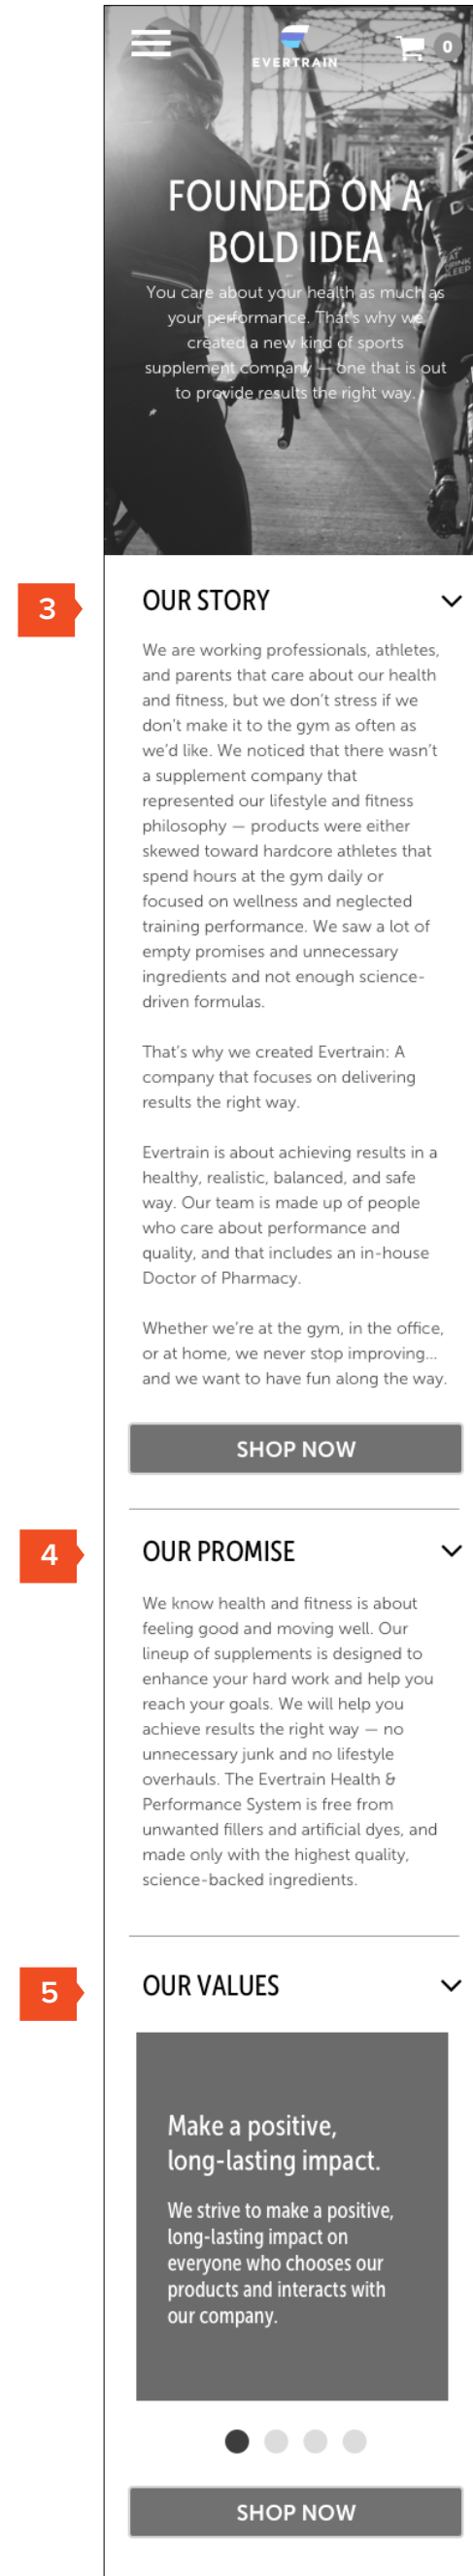 EVERTRAIN
0
FOUNDED ON A
BOLD IDEA
EAT
DRINK
SLEEP
You care about your health as much as
your performance. That's why we
created a new kind of sports
supplement company — one that is out
to provide results the right way.
3
OUR STORY
We are working professionals, athletes,
and parents that care about our health
and fitness, but we don't stress if we
don't make it to the gym as often as
we'd like. We noticed that there wasn't
a supplement company that
represented our lifestyle and fitness
philosophy — products were either
skewed toward hardcore athletes that
spend hours at the gym daily or
focused on wellness and neglected
training performance. We saw a lot of
empty promises and unnecessary
ingredients and not enough science-
driven formulas.
That's why we created Evertrain: A
company that focuses on delivering
results the right way.
Evertrain is about achieving results in a
healthy, realistic, balanced, and safe
way. Our team is made up of people
who care about performance and
quality, and that includes an in-house
Doctor of Pharmacy.
Whether we're at the gym, in the office,
or at home, we never stop improving...
and we want to have fun along the way.
SHOP NOW
4
OUR PROMISE
We know health and fitness is about
feeling good and moving well. Our
lineup of supplements is designed to
enhance your hard work and help you
reach your goals. We will help you
achieve results the right way — no
unnecessary junk and no lifestyle
overhauls. The Evertrain Health &
Performance System is free from
unwanted fillers and artificial dyes, and
made only with the highest quality,
science-backed ingredients.
5
OUR VALUES
Make a positive,
long-lasting impact.
We strive to make a positive,
long-lasting impact on
everyone who chooses our
products and interacts with
our company.
SHOP NOW